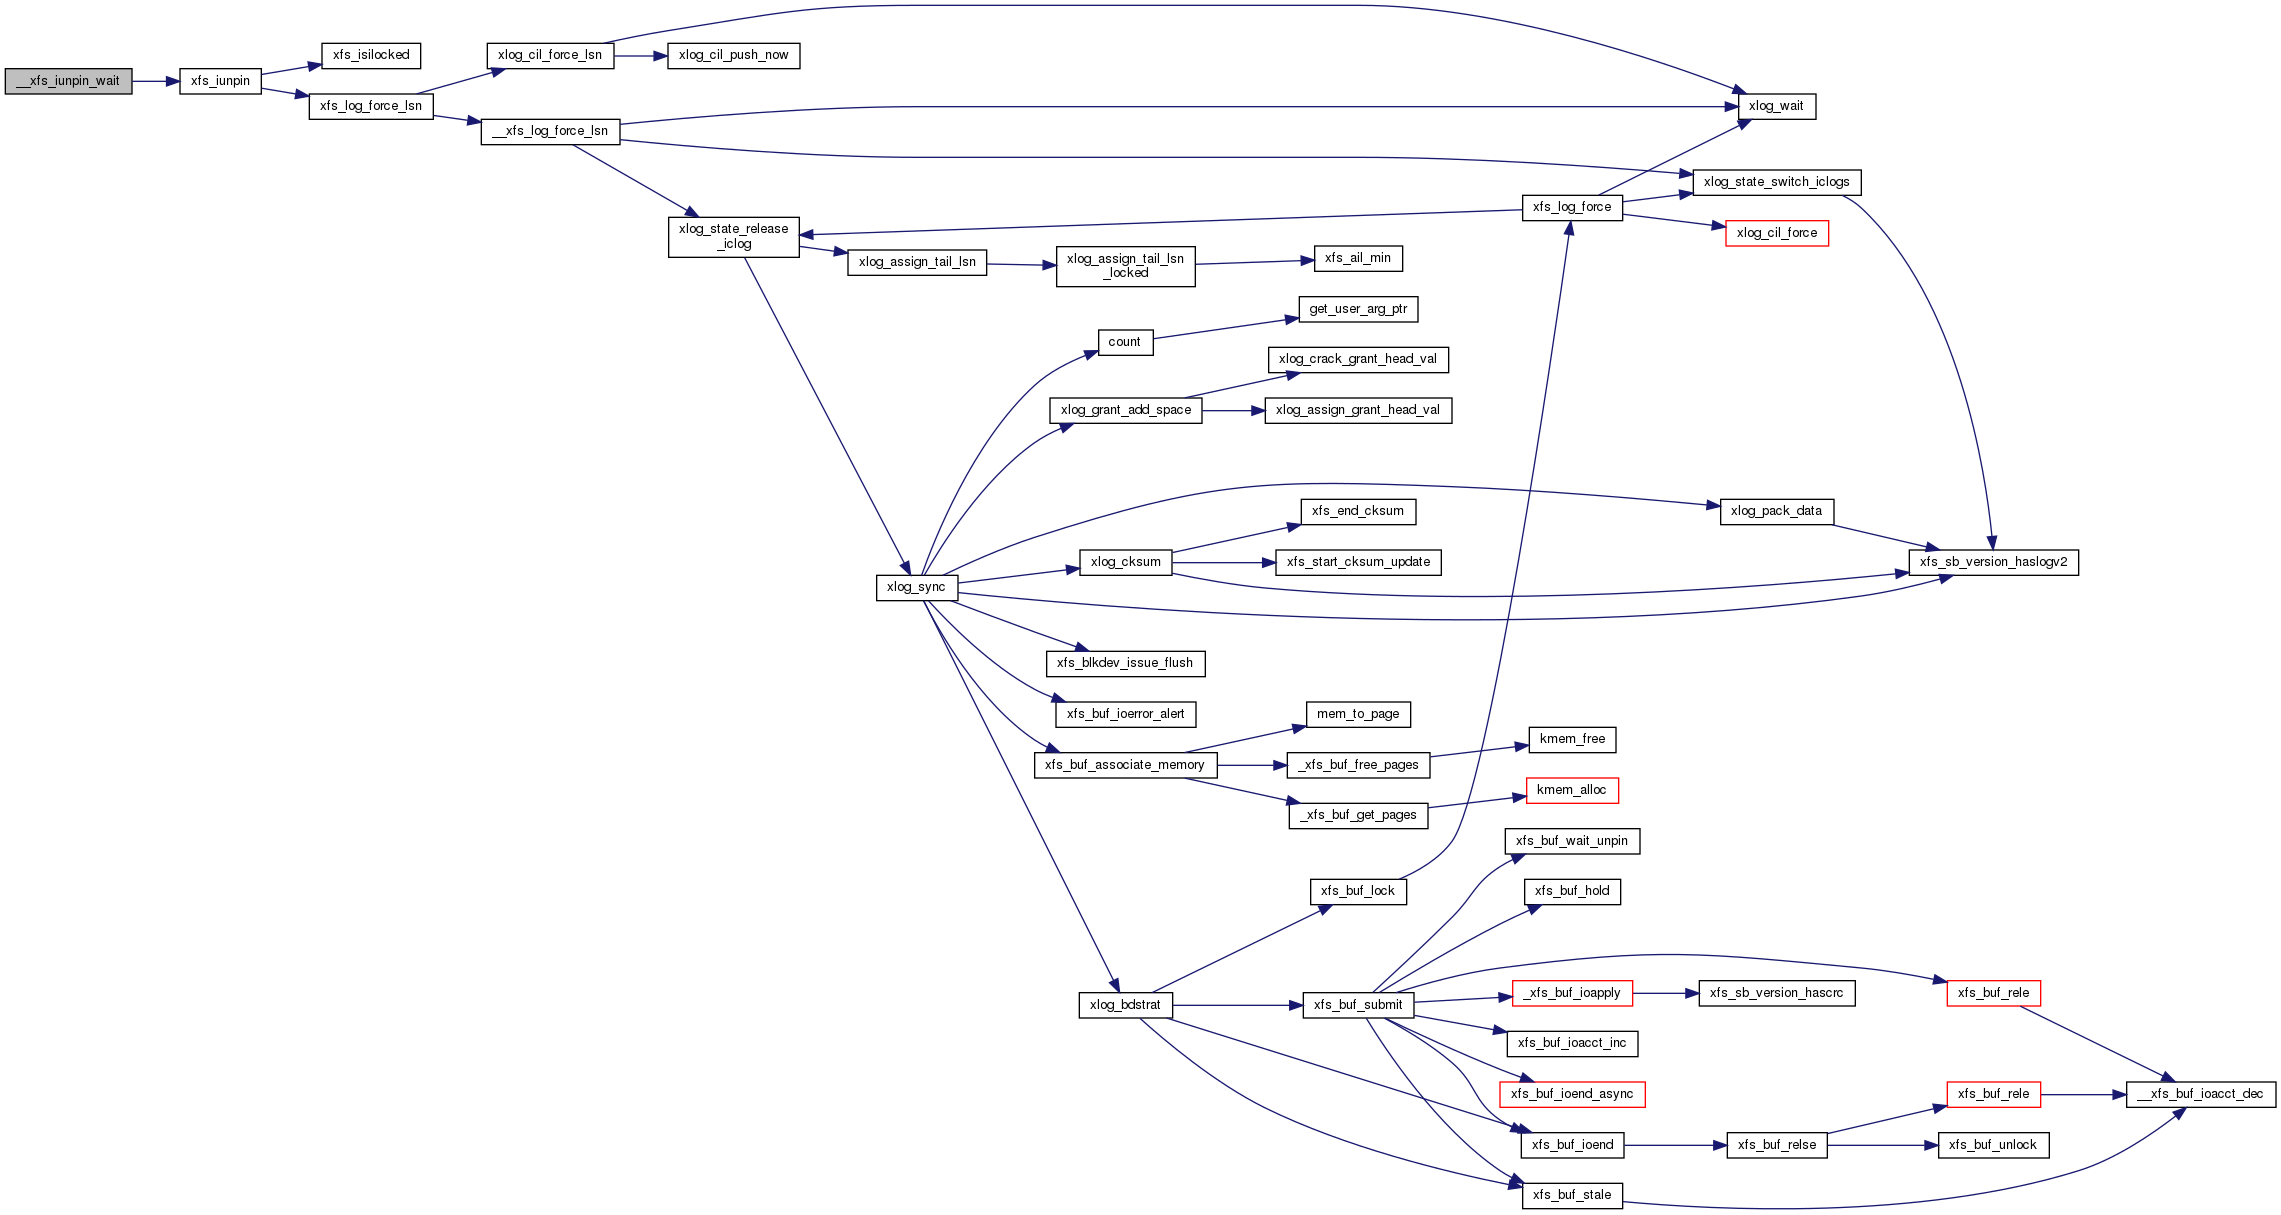 __xfs_iunpin_wait
xfs_iunpin
xfs_isilocked
xfs_log_force_lsn
xlog_cil_force_lsn
xlog_cil_push_now
__xfs_log_force_lsn
xlog_wait
xlog_state_switch_iclogs
xfs_log_force
xlog_cil_force
xlog_state_release
_iclog
xlog_assign_tail_lsn
xlog_assign_tail_lsn
_locked
xfs_ail_min
get_user_arg_ptr
count
xlog_crack_grant_head_val
xlog_grant_add_space
xlog_assign_grant_head_val
xfs_end_cksum
xlog_pack_data
xlog_cksum
xfs_start_cksum_update
xfs_sb_version_haslogv2
xlog_sync
xfs_blkdev_issue_flush
xfs_buf_ioerror_alert
mem_to_page
xfs_buf_associate_memory
_xfs_buf_free_pages
kmem_free
_xfs_buf_get_pages
kmem_alloc
xfs_buf_wait_unpin
xfs_buf_lock
xfs_buf_hold
xlog_bdstrat
xfs_buf_submit
_xfs_buf_ioapply
xfs_sb_version_hascrc
xfs_buf_rele
xfs_buf_ioacct_inc
xfs_buf_ioend_async
xfs_buf_rele
__xfs_buf_ioacct_dec
xfs_buf_ioend
xfs_buf_relse
xfs_buf_unlock
xfs_buf_stale